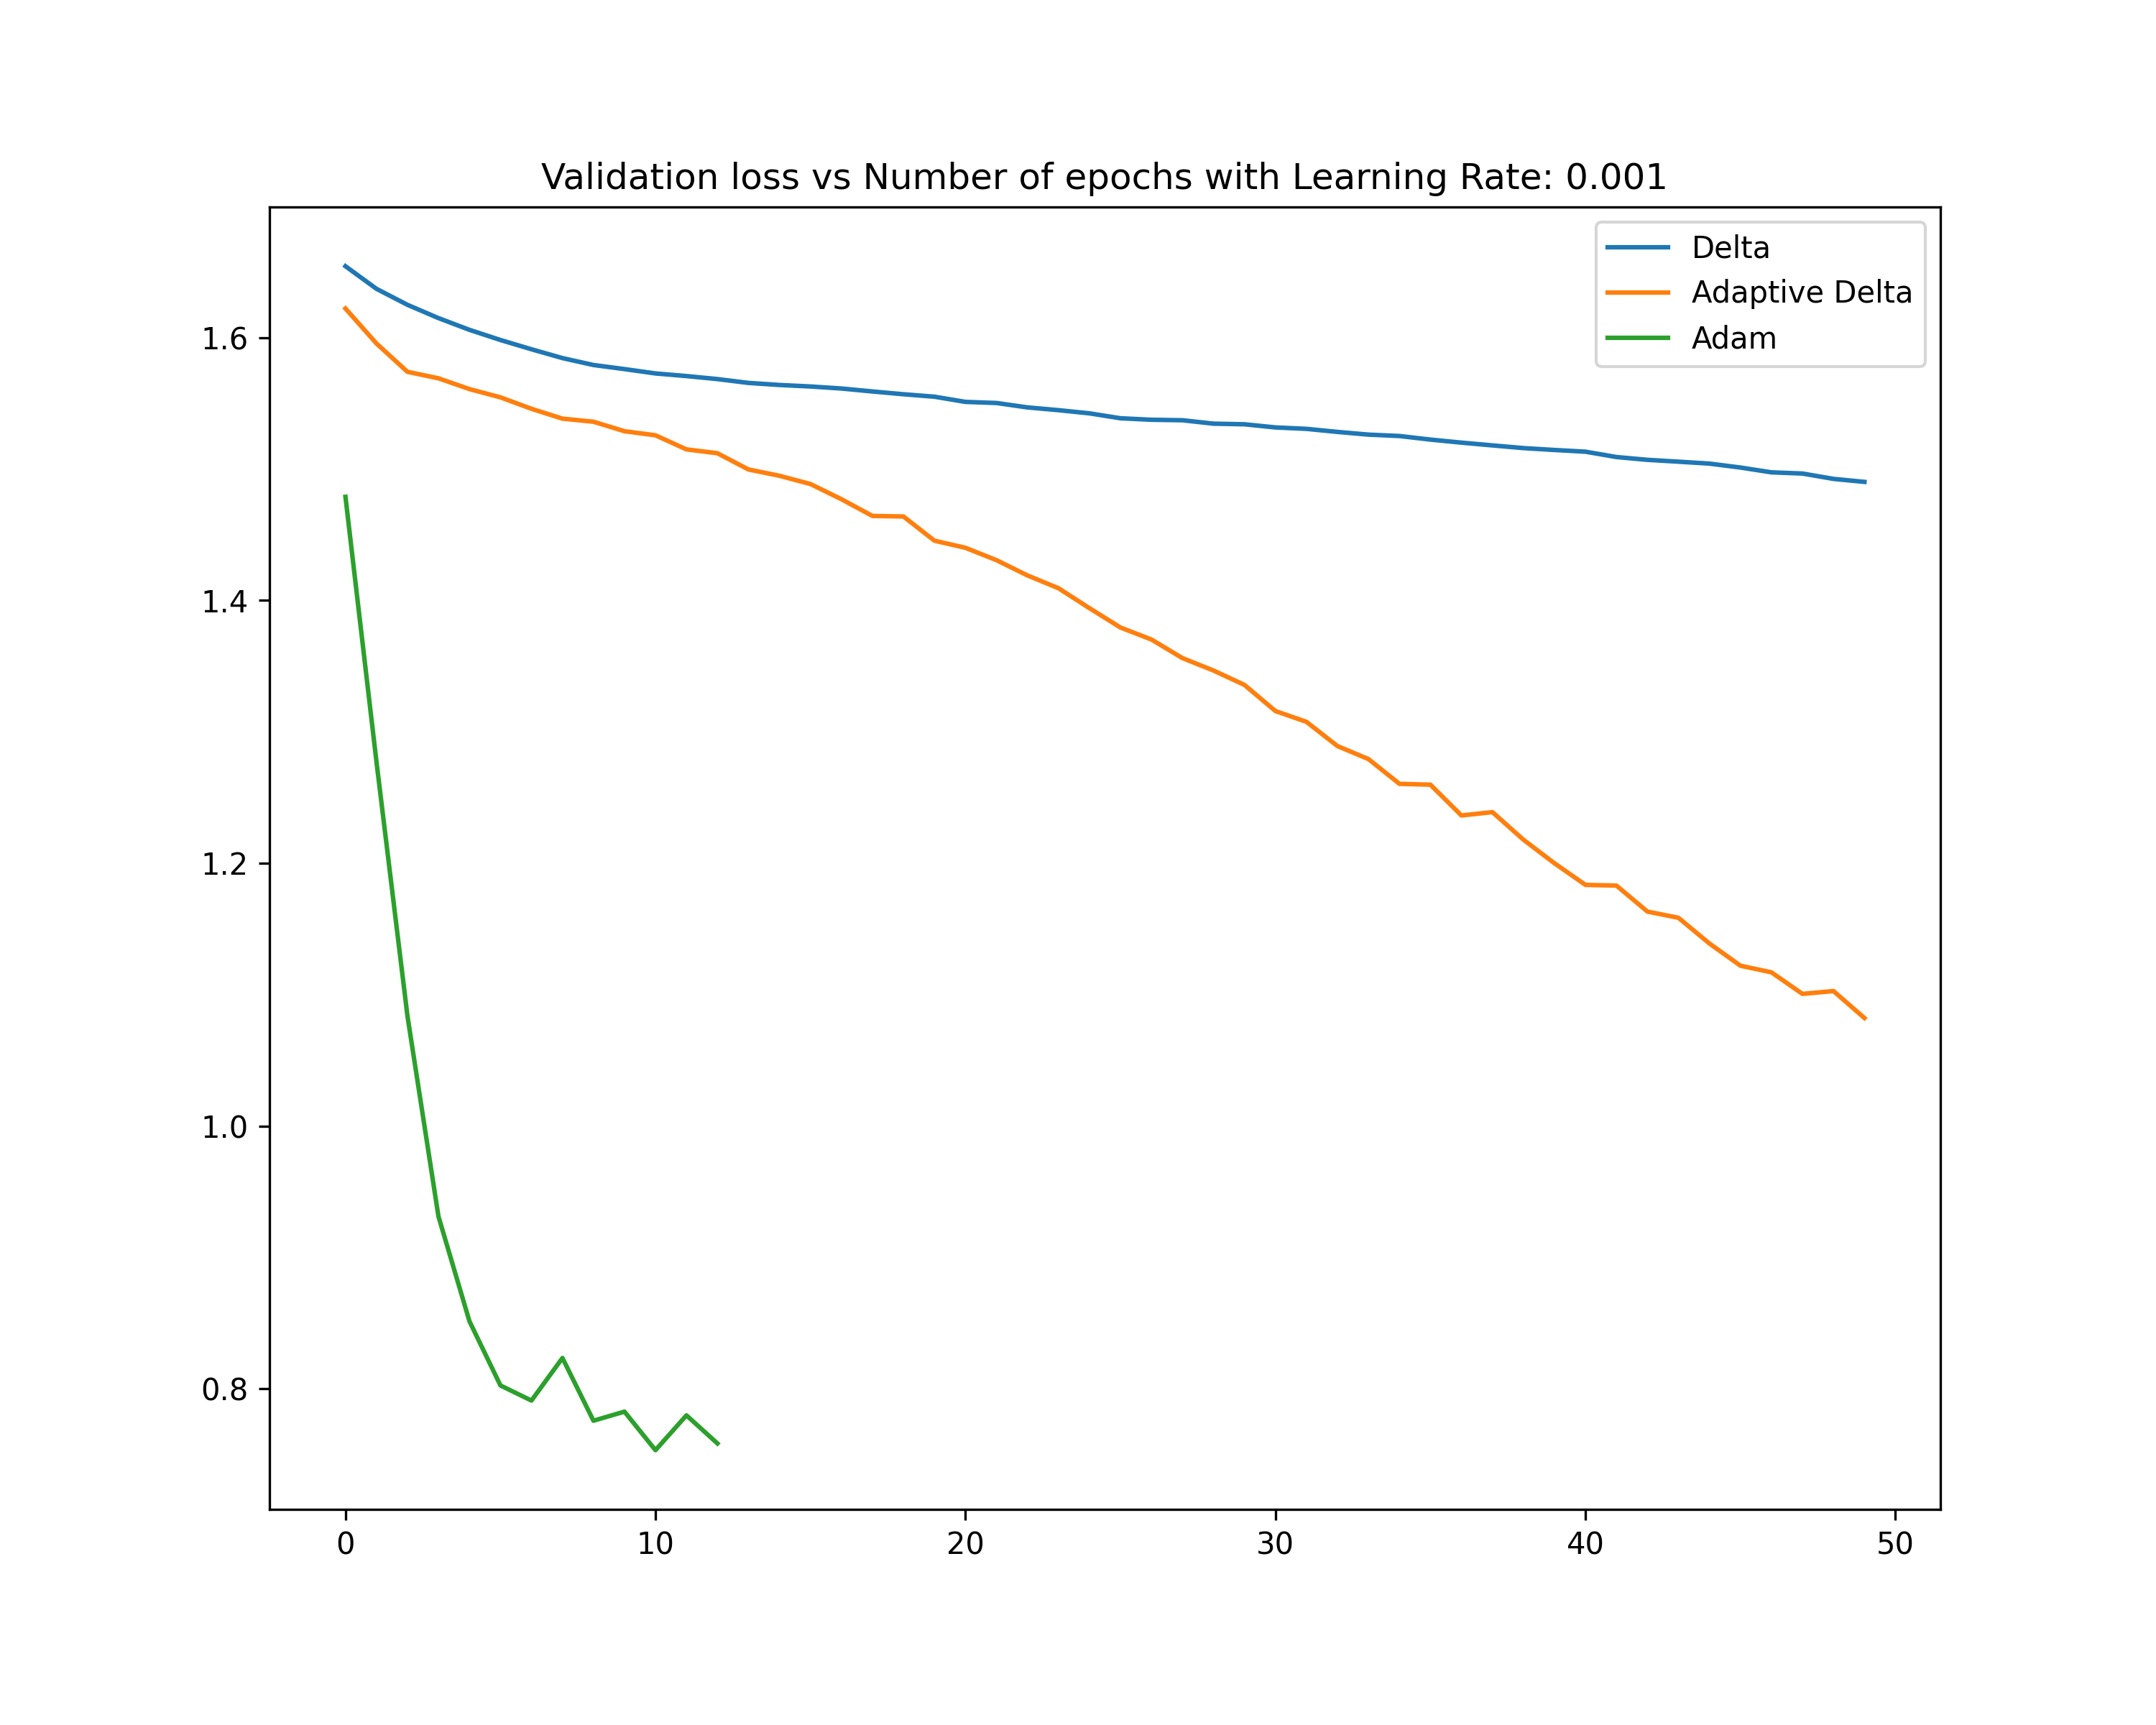 Validation loss vs Number of epochs with Learning Rate: 0.001
Delta
Adaptive Delta
Adam
1.6
1.4
1.2
1.0
0.8
0 10 20 30 40 50